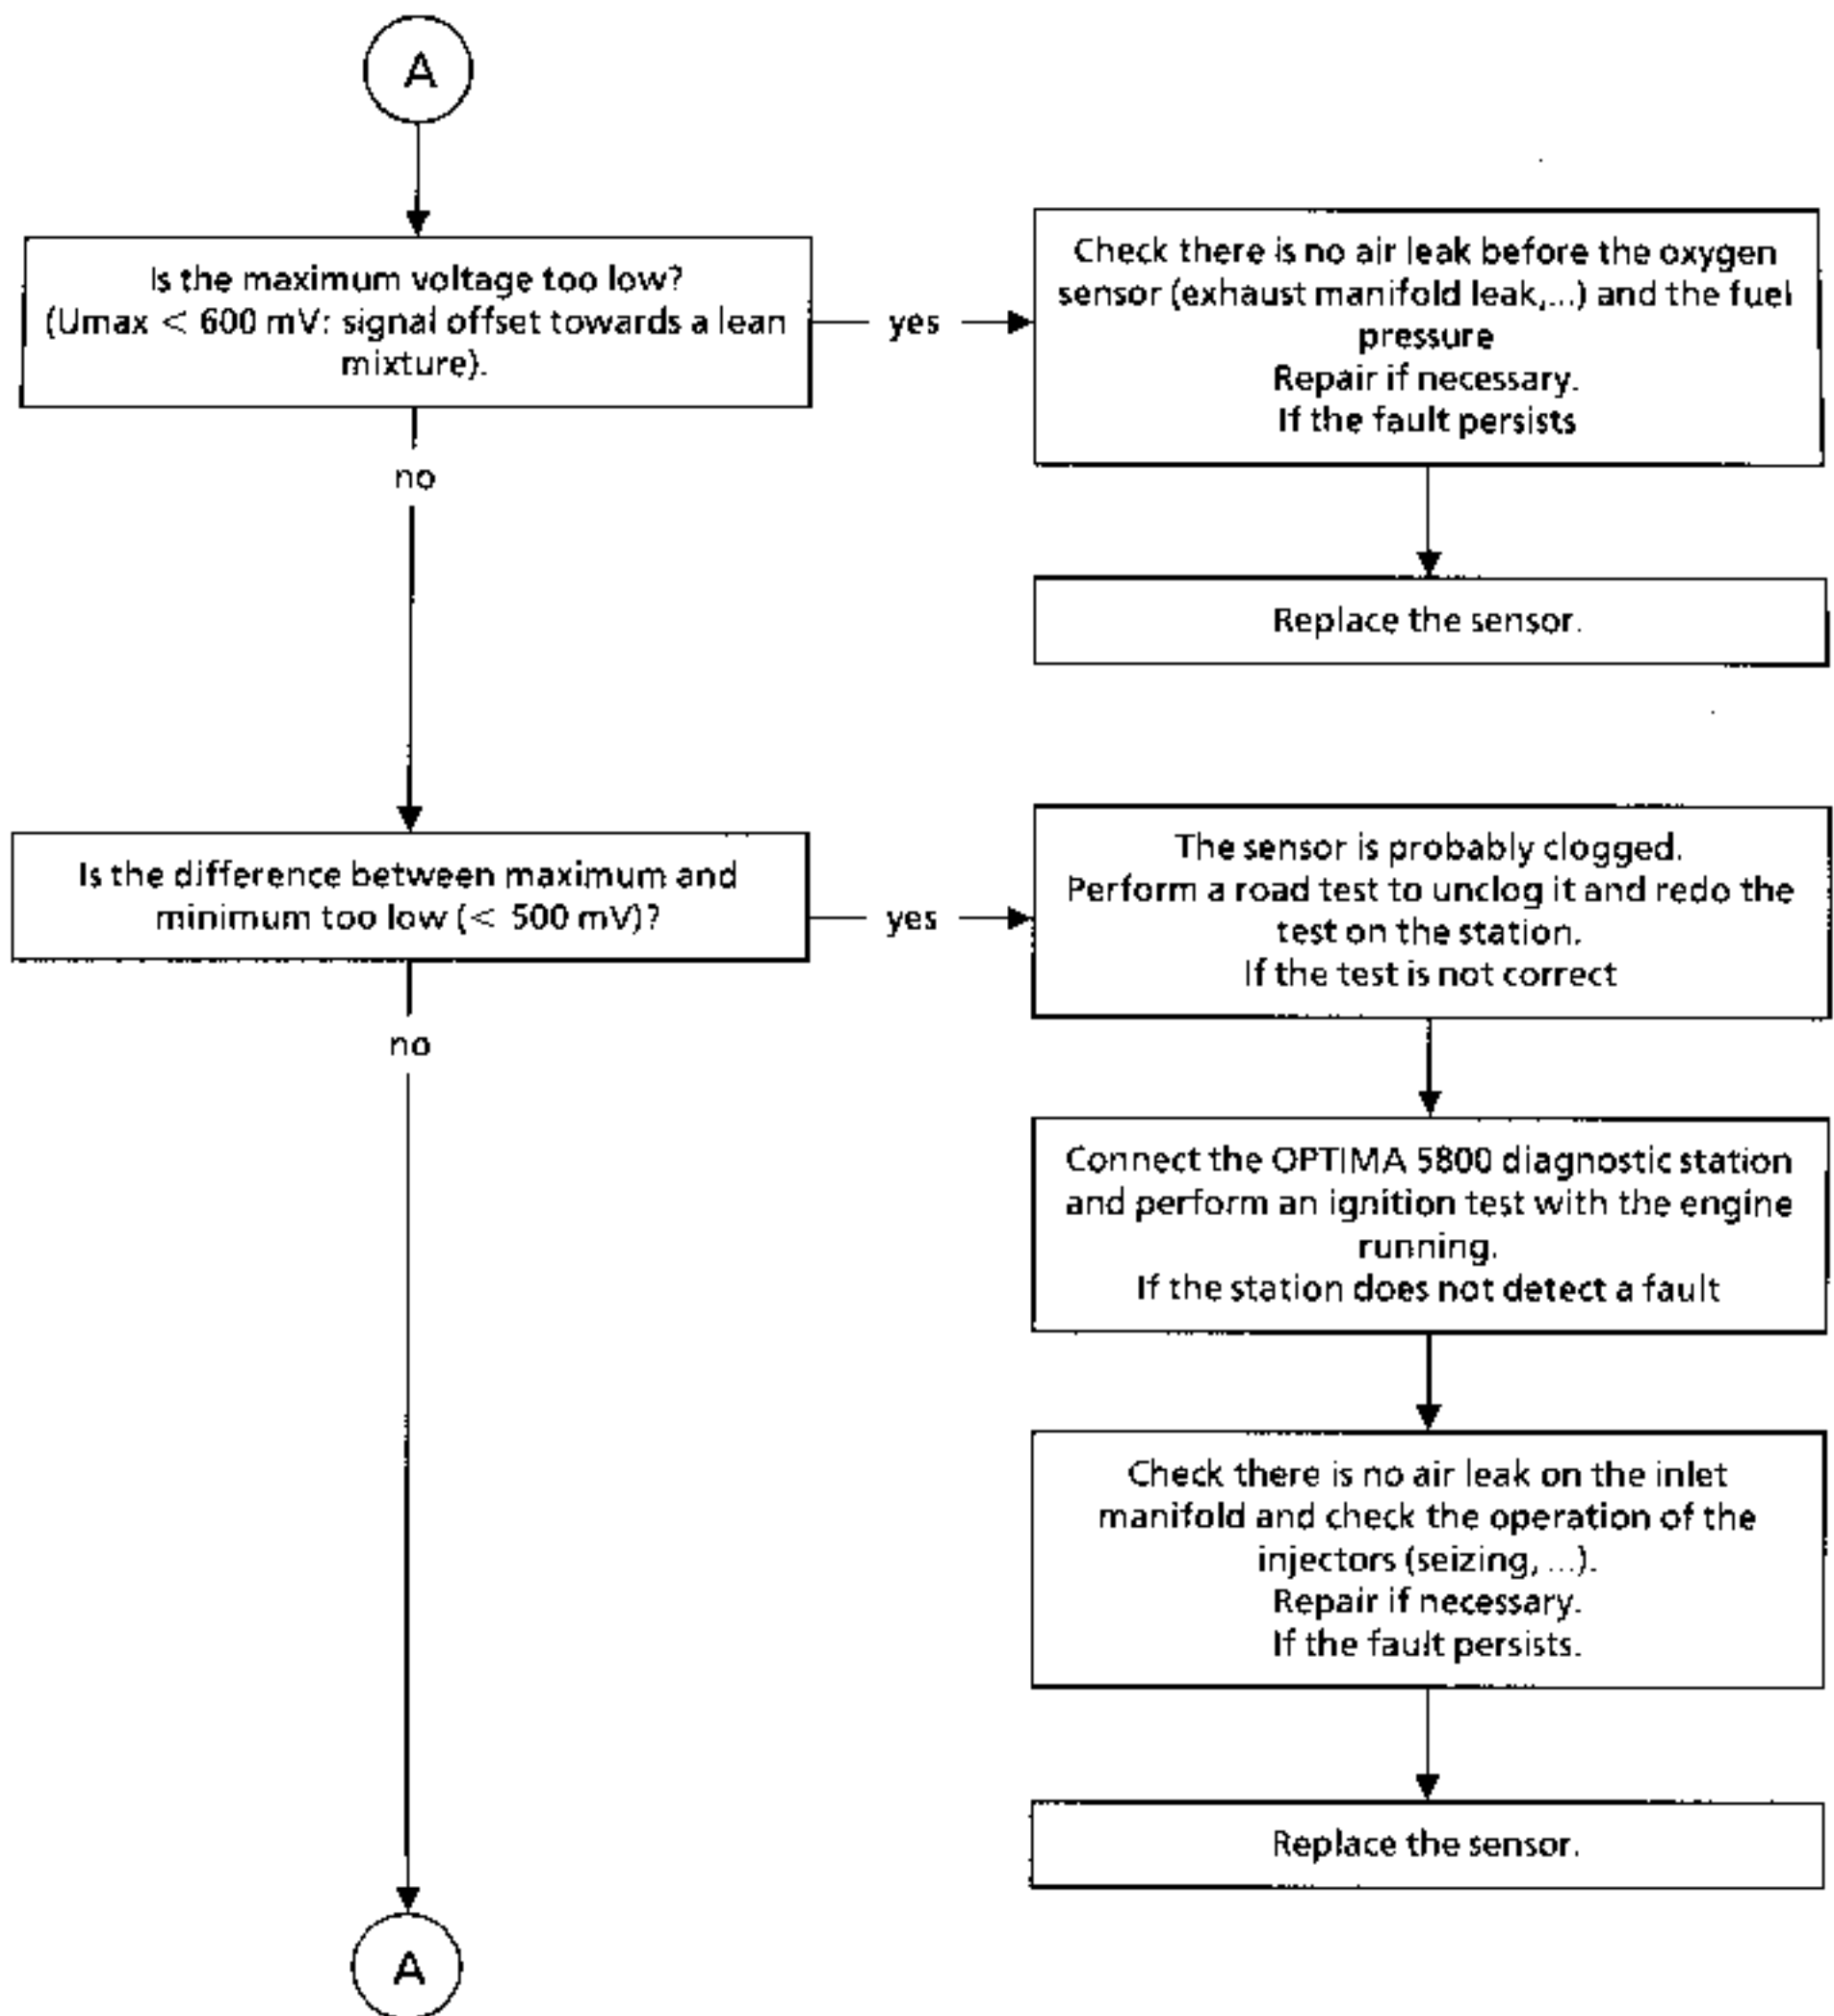 A
Is the maximum voltage too low?
(Umax < 600 mV: signal offset towards a lean
mixture).
yes
Check there is no air leak before the oxygen
sensor (exhaust manifold leak,...) and the fuel
pressure
Repair if necessary.
If the fault persists
no
Replace the sensor.
Is the difference between maximum and
minimum too low (< 500 mV)?
yes
The sensor is probably clogged.
Perform a road test to unclog it and redo the
test on the station.
If the test is not correct
no
Connect the OPTIMA 5800 diagnostic station
and perform an ignition test with the engine
running.
If the station does not detect a fault
Check there is no air leak on the inlet
manifold and check the operation of the
injectors (seizing, ...).
Repair if necessary.
If the fault persists.
Replace the sensor.
A